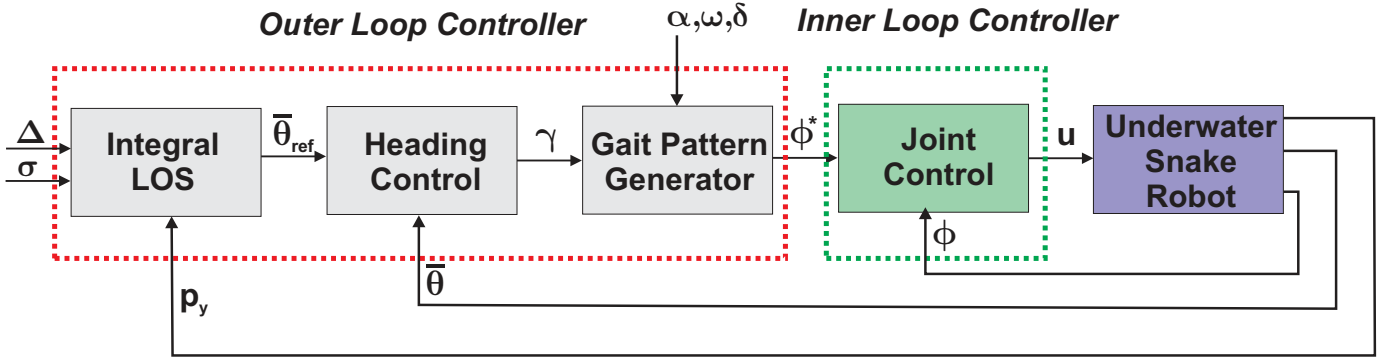 Outer Loop Controller
α,ω,δ
Inner Loop Controller
Δ
σ
Integral
LOS
θ̅ref
Heading
Control
γ
Gait Pattern
Generator
ϕ*
Joint
Control
u
Underwater
Snake
Robot
ϕ
θ̅
py